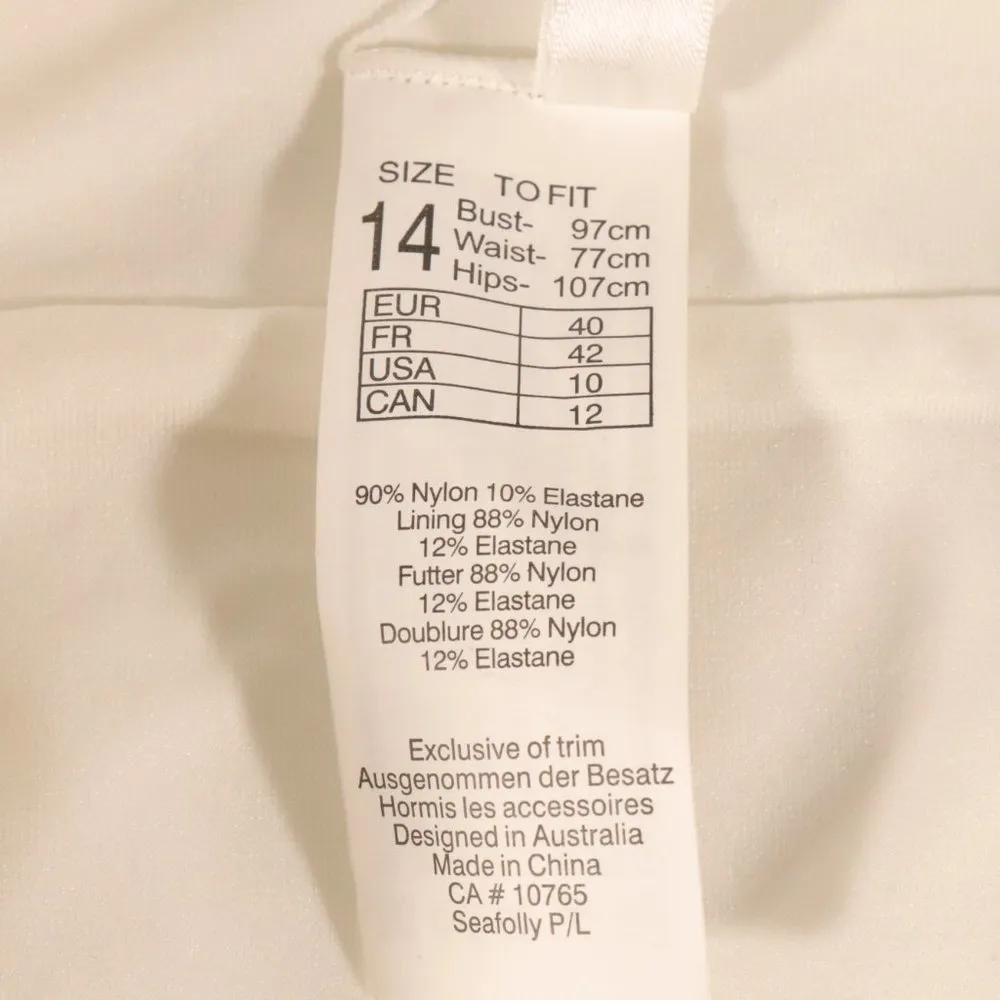 SIZE TO FIT
14 Bust- 97cm
Waist- 77cm
Hips- 107cm
EUR 40
FR 42
USA 10
CAN 12
90% Nylon 10% Elastane
Lining 88% Nylon
12% Elastane
Futter 88% Nylon
12% Elastane
Doublure 88% Nylon
12% Elastane
Exclusive of trim
Ausgenommen der Besatz
Hormis les accessoires
Designed in Australia
Made in China
CA # 10765
Seafolly P/L